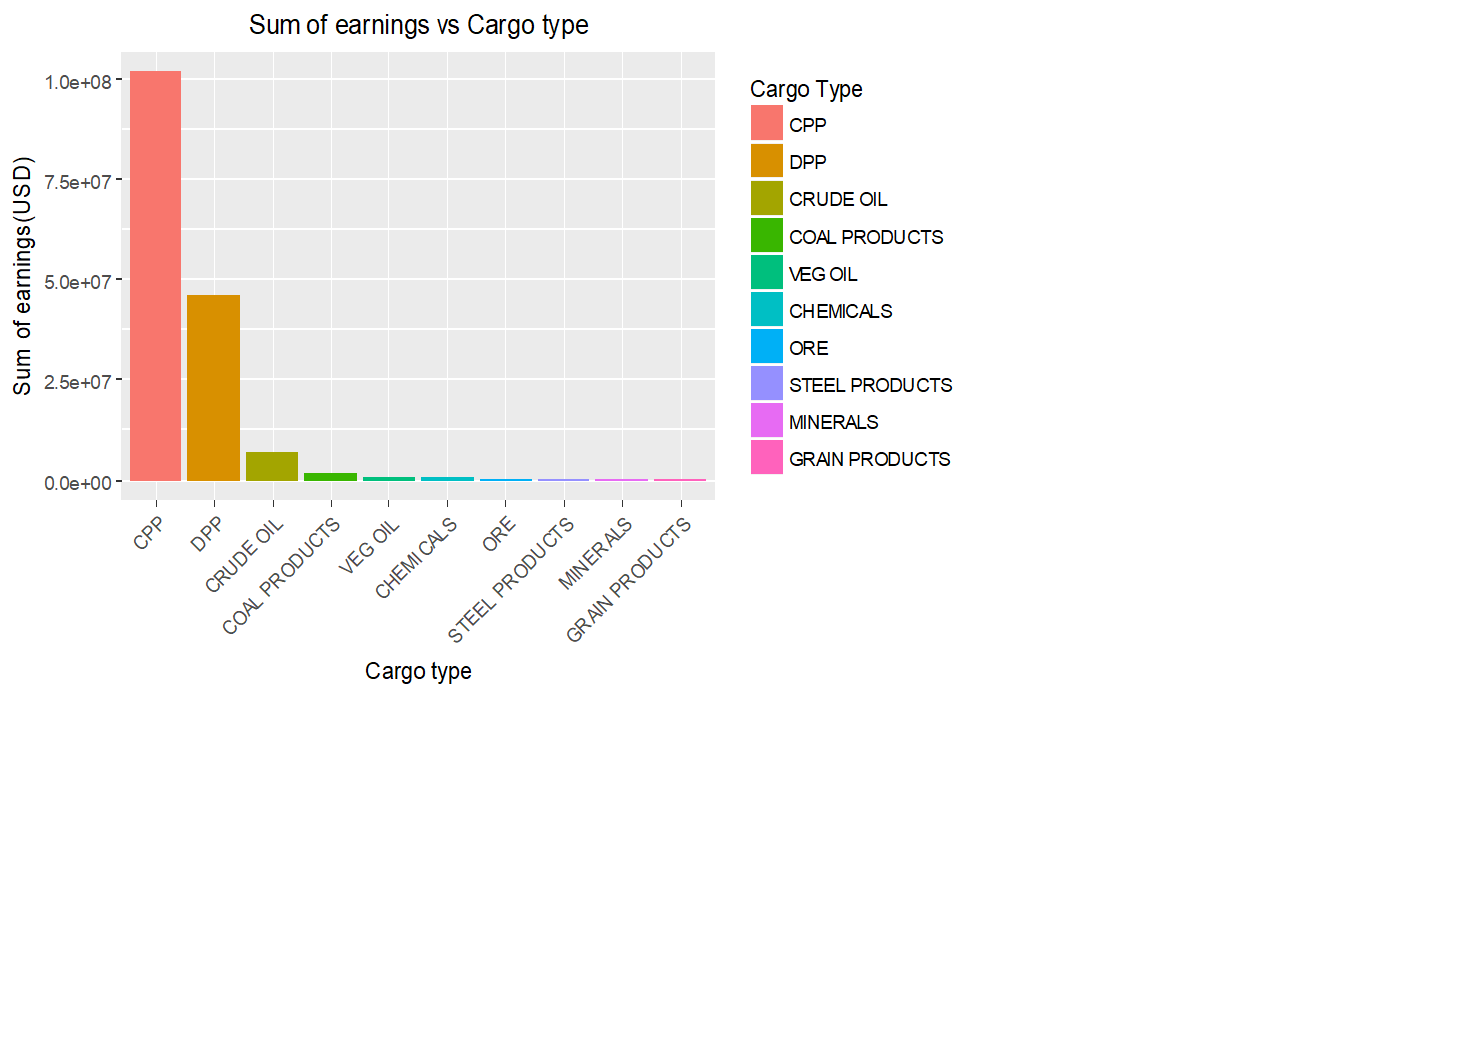 Sum of earnings vs Cargo type
Sum of earnings(USD)
1.0e+08
7.5e+07
5.0e+07
2.5e+07
0.0e+00
CPP
DPP
CRUDE OIL
COAL PRODUCTS
VEG OIL
CHEMICALS
ORE
STEEL PRODUCTS
MINERALS
GRAIN PRODUCTS
Cargo type
Cargo Type
CPP
DPP
CRUDE OIL
COAL PRODUCTS
VEG OIL
CHEMICALS
ORE
STEEL PRODUCTS
MINERALS
GRAIN PRODUCTS